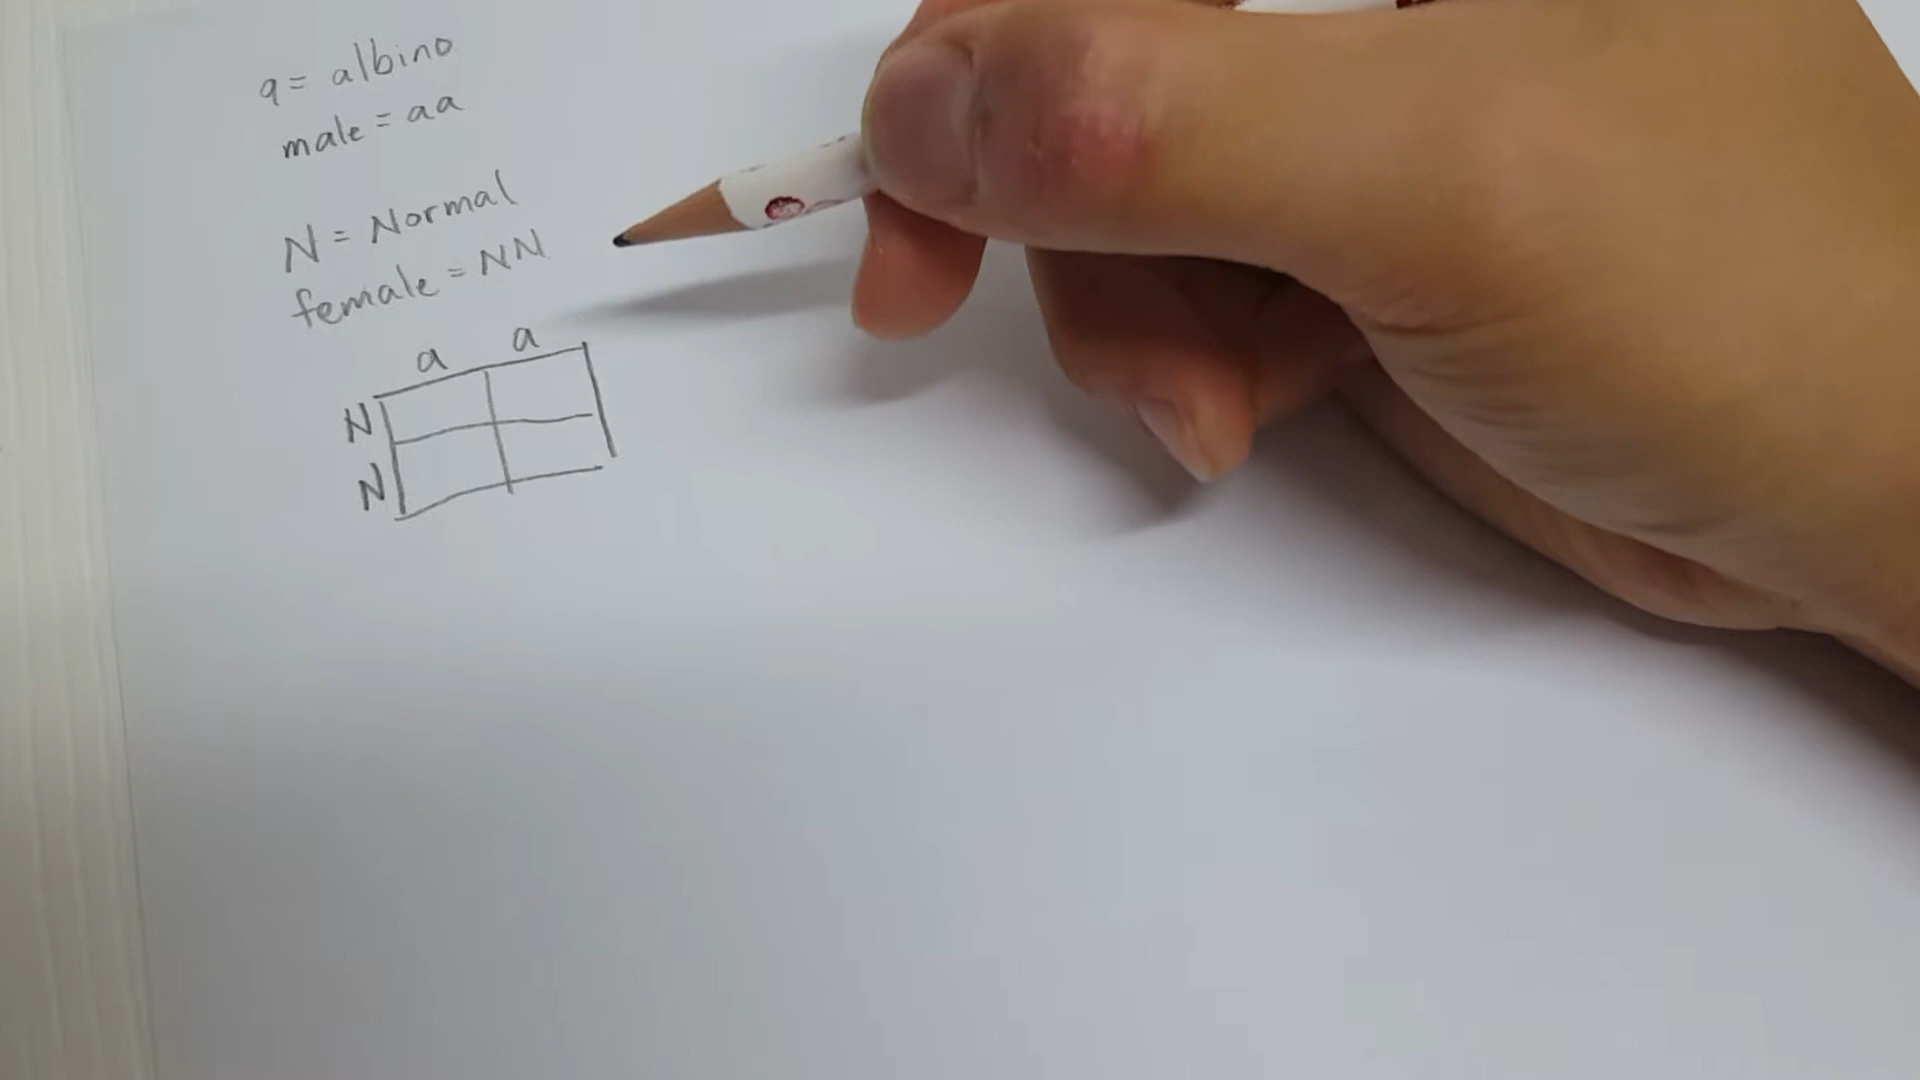 a = albino
male = aa
N = Normal
female = NN
a a
N
N